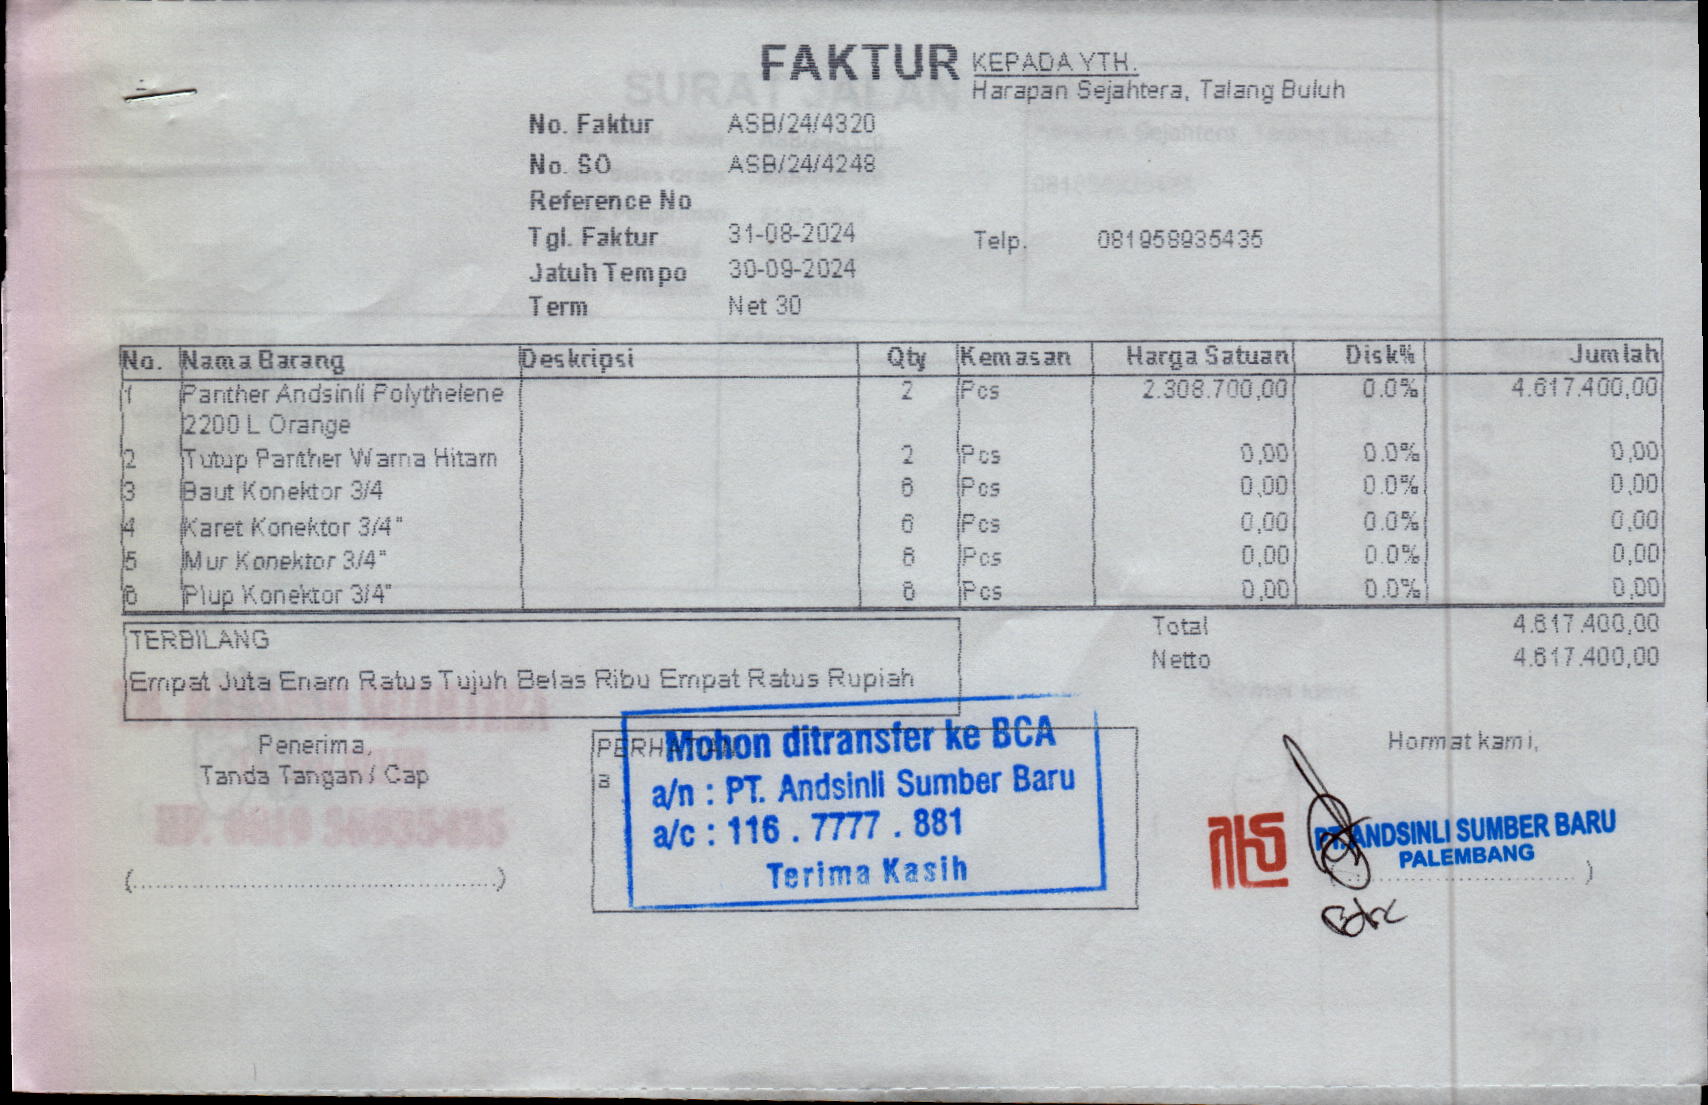 FAKTUR
KEPADA YTH.
Harapan Sejahtera, Talang Buluh
No. Faktur ASB/24/4320
No. SO ASB/24/4248
Reference No
Tgl. Faktur 31-08-2024
Telp. 081958935435
Jatuh Tempo 30-09-2024
Term Net 30
No. Nama Barang Deskripsi Qty Kemasan Harga Satuan Disk% Jumlah
1 Panther Andsinli Polythelene 2 Pcs 2.308.700,00 0.0% 4.617.400,00
2200 L Orange
2 Tutup Panther Warna Hitam 2 Pcs 0,00 0.0% 0,00
3 Baut Konektor 3/4 6 Pcs 0,00 0.0% 0,00
4 Karet Konektor 3/4" 6 Pcs 0,00 0.0% 0,00
5 Mur Konektor 3/4" 6 Pcs 0,00 0.0% 0,00
6 Plup Konektor 3/4" 6 Pcs 0,00 0.0% 0,00
Total 4.617.400,00
Netto 4.617.400,00
TERBILANG
Empat Juta Enam Ratus Tujuh Belas Ribu Empat Ratus Rupiah
Penerima,
Tanda Tangan / Cap
(..........)
Mohon ditransfer ke BCA
a/n : PT. Andsinli Sumber Baru
a/c : 116 . 7777 . 881
Terima Kasih
Hormat kami,
PT. ANDSINLI SUMBER BARU
PALEMBANG